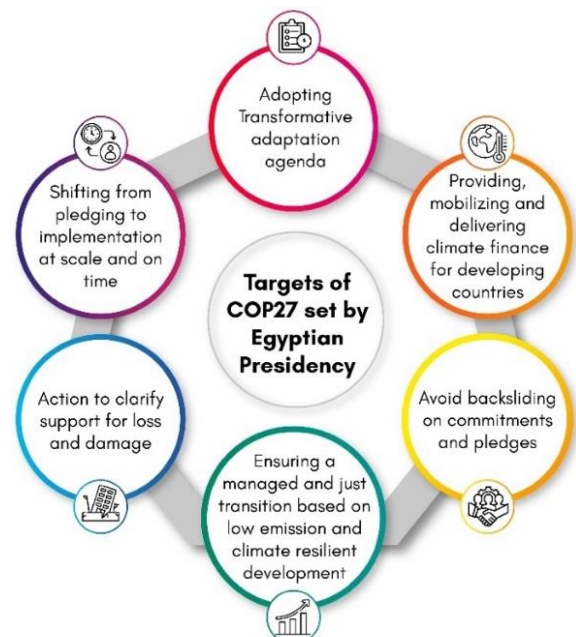 Adopting
Transformative
adaptation
agenda
Shifting from
pledging to
implementation
at scale and on
time
Providing,
mobilizing and
delivering
climate finance
for developing
countries
Targets of
COP27 set by
Egyptian
Presidency
Action to clarify
support for loss
and damage
Avoid backsliding
on commitments
and pledges
Ensuring a
managed and just
transition based on
low emission and
climate resilient
development